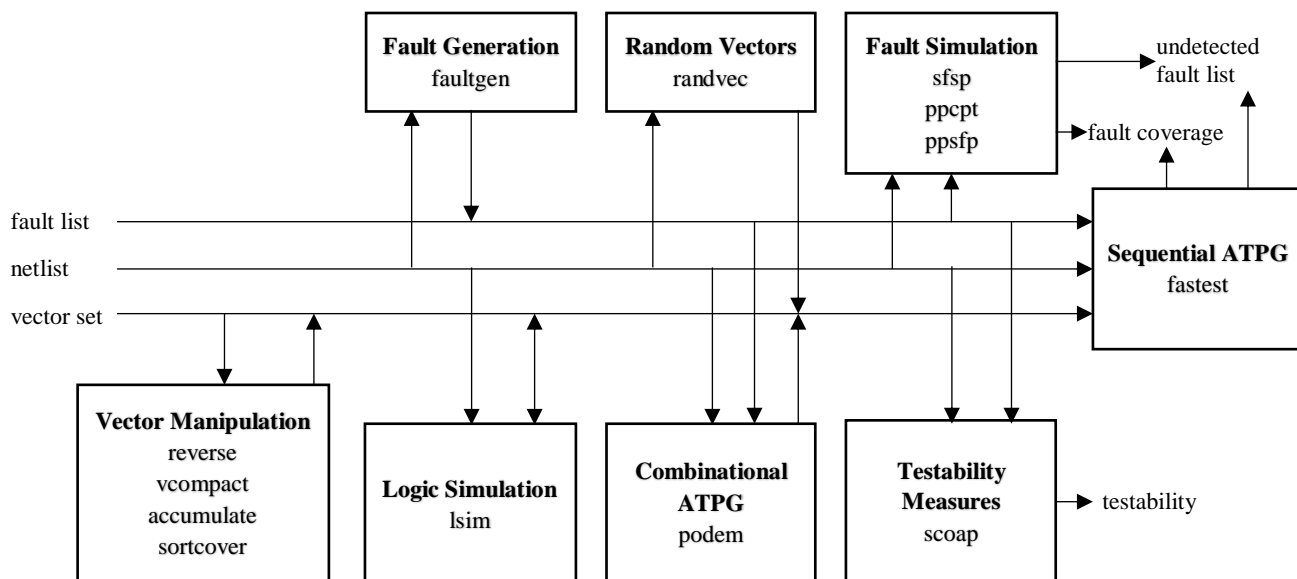 Fault Generation
faultgen
Random Vectors
randvec
Fault Simulation
sfsp
ppcpt
ppsfp
undetected
fault list
fault coverage
fault list
netlist
vector set
Sequential ATPG
fastest
Vector Manipulation
reverse
vcompact
accumulate
sortcover
Logic Simulation
lsim
Combinational
ATPG
podem
Testability
Measures
scoap
testability